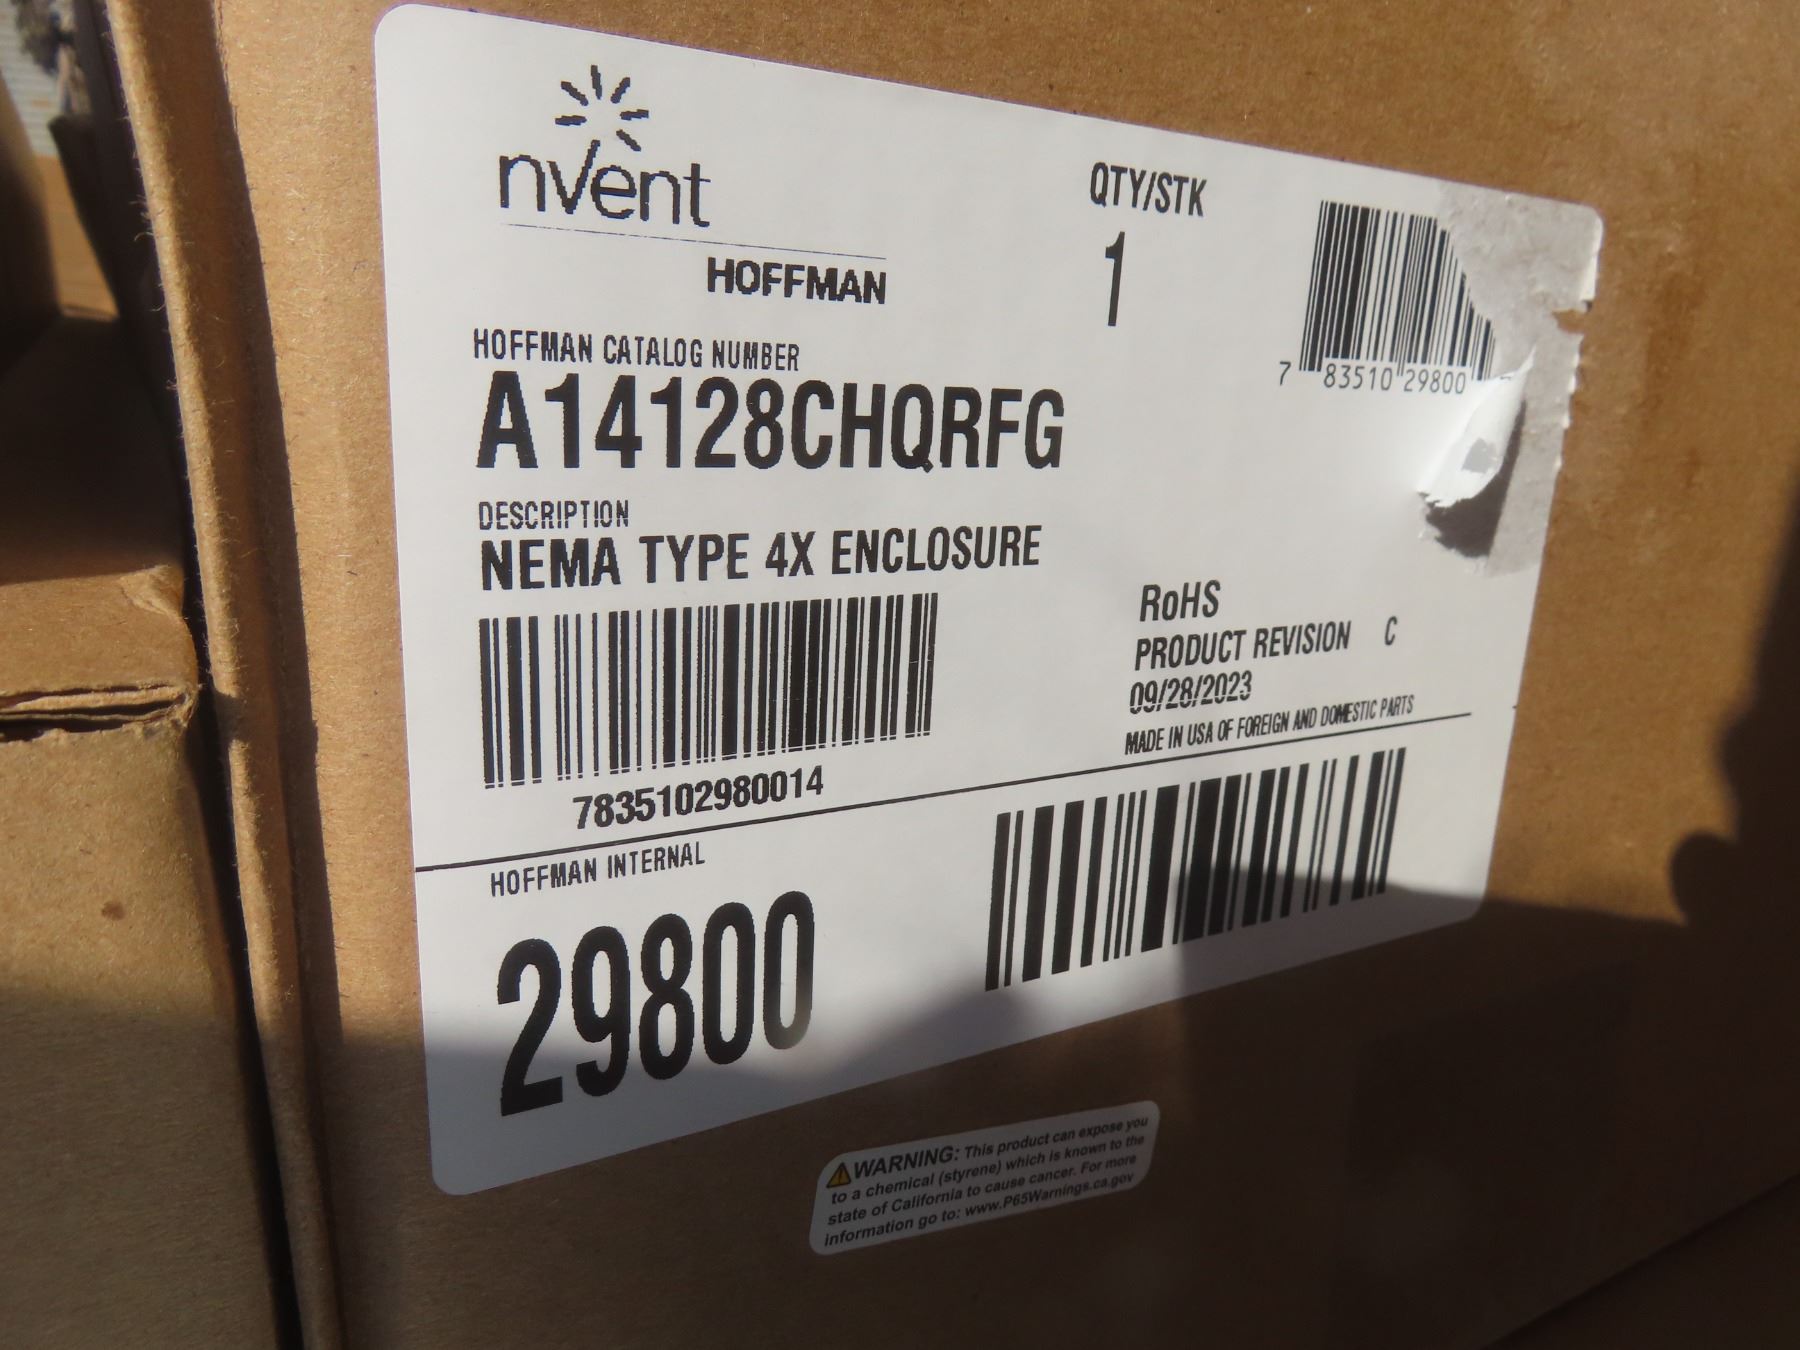 nvent
HOFFMAN
QTY/STK
1
7 83510 29800
HOFFMAN CATALOG NUMBER
A14128CHQRFG
DESCRIPTION
NEMA TYPE 4X ENCLOSURE
7835102980014
RoHS
PRODUCT REVISION C
09/28/2023
MADE IN USA OF FOREIGN AND DOMESTIC PARTS
HOFFMAN INTERNAL
29800
WARNING: This product can expose you
to a chemical (styrene) which is known to the
state of California to cause cancer. For more
information go to: www.P65Warnings.ca.gov